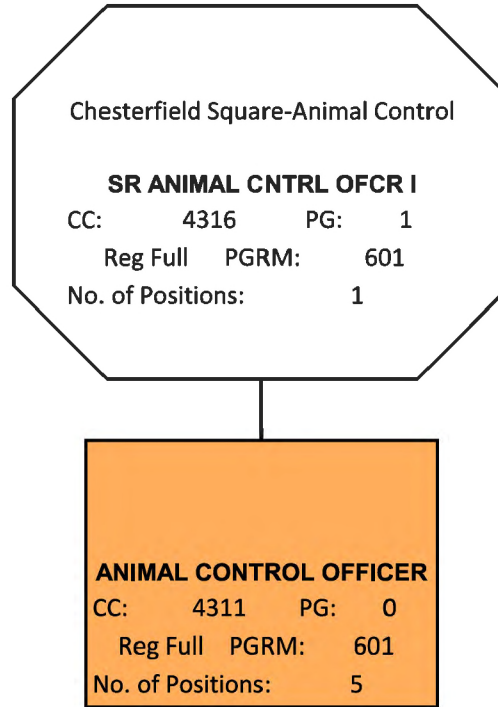 Chesterfield Square-Animal Control
SR ANIMAL CNTRL OFCR I
CC: 4316 PG: 1
Reg Full PGRM: 601
No. of Positions: 1
ANIMAL CONTROL OFFICER
CC: 4311 PG: 0
Reg Full PGRM: 601
No. of Positions: 5